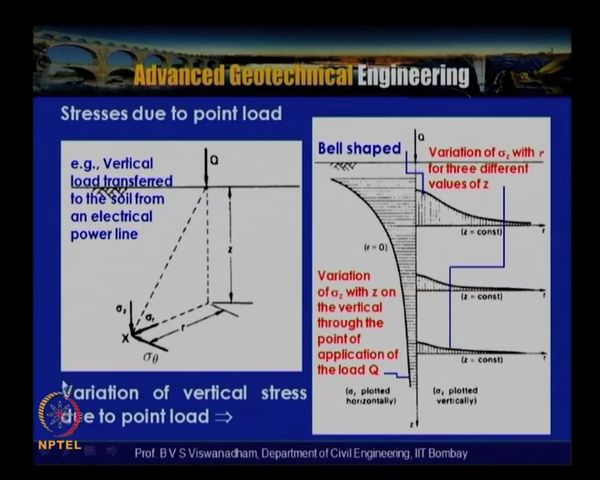 Advanced Geotechnical Engineering
Stresses due to point load
e.g., Vertical
load transferred
to the soil from
an electrical
power line
Q
z
σz
σr
X
r
σθ
Variation of vertical stress
due to point load ⇒
Q
Bell shaped
Variation of σz with r
for three different
values of z
(z = const)
r
(r = 0)
(z = const)
r
Variation
of σz with z on
the vertical
through the
point of
application of
the load Q
(z = const)
r
(σz plotted
horizontally)
(σz plotted
vertically)
z
NPTEL
Prof. B V S Viswanadham, Department of Civil Engineering, IIT Bombay